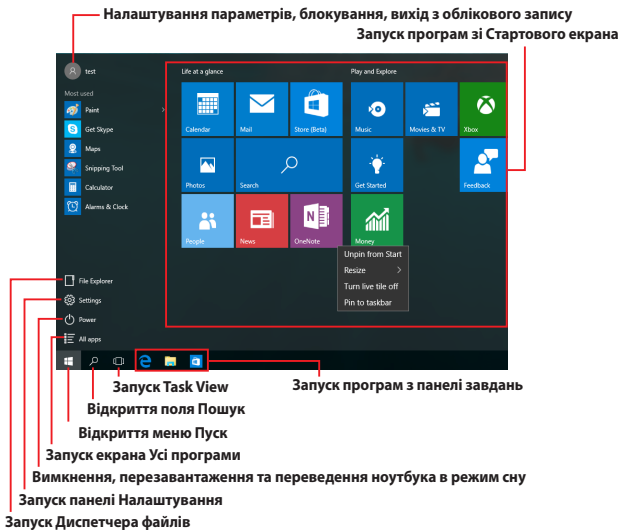 Налаштування параметрів, блокування, вихід з облікового запису
Запуск програм зі Стартового екрана
test
Life at a glance
Play and Explore
Most used
Paint
Get Skype
Maps
Snipping Tool
Calculator
Alarms & Clock
Calendar
Mail
Store (Beta)
Music
Movies & TV
Xbox
Photos
Search
Get Started
Feedback
People
News
OneNote
Money
Unpin from Start
Resize
Turn live tile off
Pin to taskbar
File Explorer
Settings
Power
All apps
Запуск Task View
Запуск програм з панелі завдань
Відкриття поля Пошук
Відкриття меню Пуск
Запуск екрана Усі програми
Вимкнення, перезавантаження та переведення ноутбука в режим сну
Запуск панелі Налаштування
Запуск Диспетчера файлів